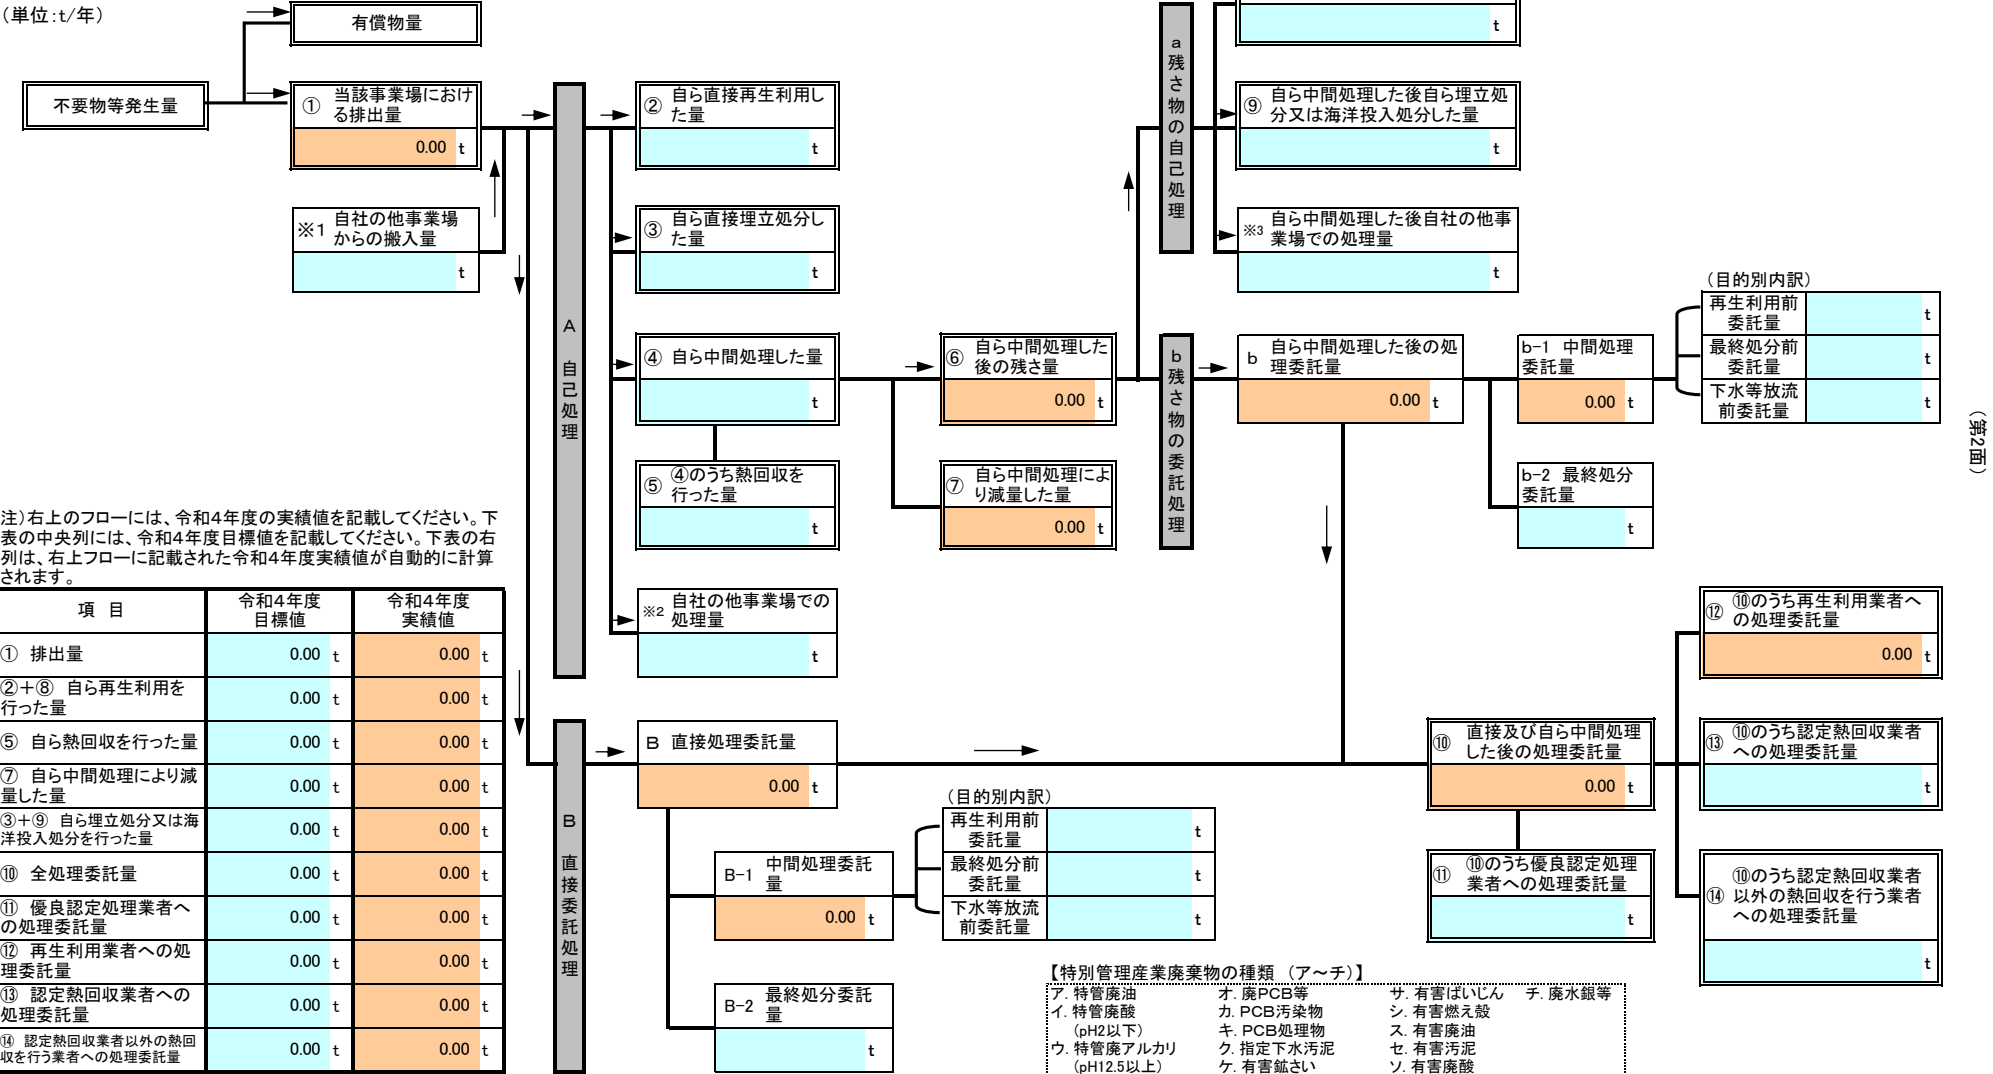 （単位：t/年）
有償物量
不要物等発生量
① 当該事業場におけ
る排出量
0.00 t
※1 自社の他事業場
からの搬入量
t
A 自己処理
② 自ら直接再生利用し
た量
t
③ 自ら直接埋立処分し
た量
t
④ 自ら中間処理した量
t
⑤ ④のうち熱回収を
行った量
t
※2 自社の他事業場での
処理量
t
⑥ 自ら中間処理した
後の残さ量
0.00 t
⑦ 自ら中間処理によ
り減量した量
0.00 t
a残さ物の自己処理
t
⑨ 自ら中間処理した後自ら埋立処
分又は海洋投入処分した量
t
※3 自ら中間処理した後自社の他事
業場での処理量
t
b残さ物の委託処理
b 自ら中間処理した後の処
理委託量
0.00 t
b-1 中間処理
委託量
0.00 t
b-2 最終処分
委託量
t
（目的別内訳）
再生利用前
委託量
t
最終処分前
委託量
t
下水等放流
前委託量
t
（第2面）
注）右上のフローには、令和４年度の実績値を記載してください。下
表の中央列には、令和４年度目標値を記載してください。下表の右
列は、右上フローに記載された令和４年度実績値が自動的に計算
されます。
項 目 令和４年度
目標値 令和４年度
実績値
① 排出量 0.00 t 0.00 t
②＋⑧ 自ら再生利用を
行った量 0.00 t 0.00 t
⑤ 自ら熱回収を行った量 0.00 t 0.00 t
⑦ 自ら中間処理により減
量した量 0.00 t 0.00 t
③＋⑨ 自ら埋立処分又は海
洋投入処分を行った量 0.00 t 0.00 t
⑩ 全処理委託量 0.00 t 0.00 t
⑪ 優良認定処理業者へ
の処理委託量 0.00 t 0.00 t
⑫ 再生利用業者への処
理委託量 0.00 t 0.00 t
⑬ 認定熱回収業者への
処理委託量 0.00 t 0.00 t
⑭ 認定熱回収業者以外の熱回
収を行う業者への処理委託量 0.00 t 0.00 t
B 直接委託処理
B 直接処理委託量
0.00 t
B-1 中間処理委託
量
0.00 t
B-2 最終処分委託
量
t
（目的別内訳）
再生利用前
委託量
t
最終処分前
委託量
t
下水等放流
前委託量
t
⑩ 直接及び自ら中間処理
した後の処理委託量
0.00 t
⑪ ⑩のうち優良認定処理
業者への処理委託量
t
⑫ ⑩のうち再生利用業者へ
の処理委託量
0.00 t
⑬ ⑩のうち認定熱回収業者
への処理委託量
t
⑭ ⑩のうち認定熱回収業者
以外の熱回収を行う業者
への処理委託量
t
【特別管理産業廃棄物の種類 （ア～チ）】
ア. 特管廃油 オ. 廃PCB等 サ. 有害ばいじん チ. 廃水銀等
イ. 特管廃酸 カ. PCB汚染物 シ. 有害燃え殻
（pH2以下） キ. PCB処理物 ス. 有害廃油
ウ. 特管廃アルカリ ク. 指定下水汚泥 セ. 有害汚泥
（pH12.5以上） ケ. 有害鉱さい ソ. 有害廃酸